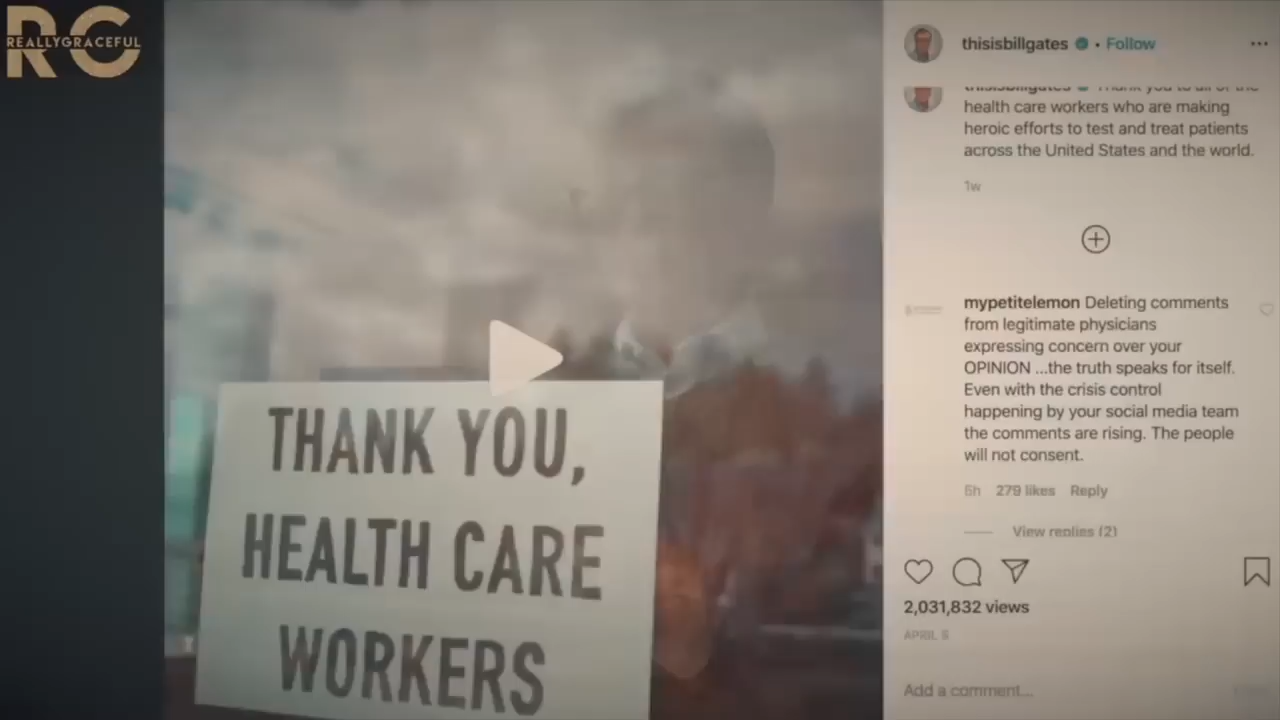 RG
REALLYGRACEFUL
THANK YOU,
HEALTH CARE
WORKERS
thisisbillgates • Follow
thisisbillgates Thank you to all of the
health care workers who are making
heroic efforts to test and treat patients
across the United States and the world.
1w
mypetitelemon Deleting comments
from legitimate physicians
expressing concern over your
OPINION ...the truth speaks for itself.
Even with the crisis control
happening by your social media team
the comments are rising. The people
will not consent.
279 likes Reply
View replies (2)
2,031,832 views
APRIL
Add a comment...